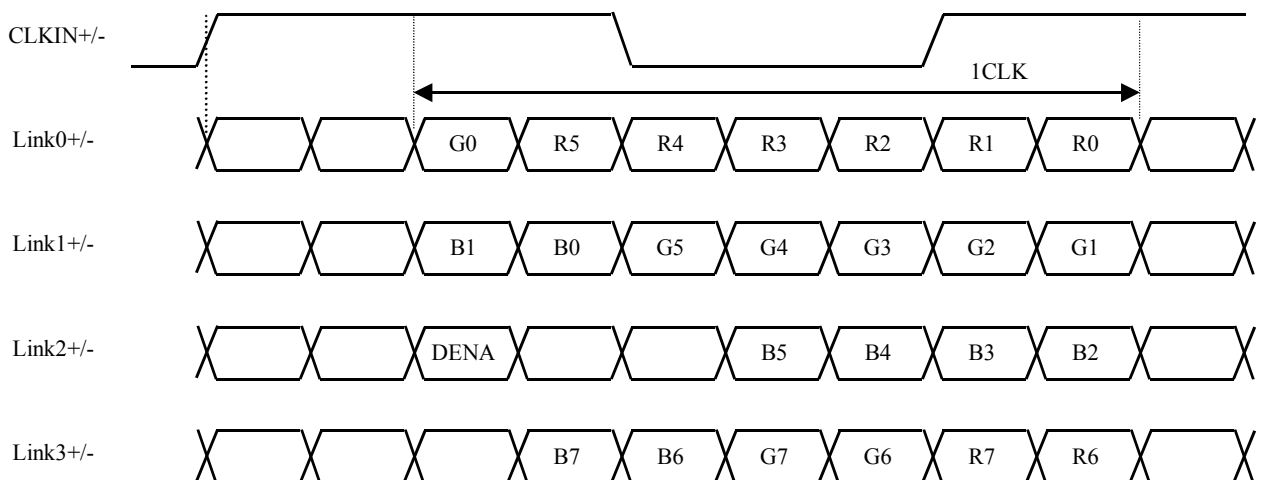 CLKIN+/-
1CLK
Link0+/- G0 R5 R4 R3 R2 R1 R0
Link1+/- B1 B0 G5 G4 G3 G2 G1
Link2+/- DENA B5 B4 B3 B2
Link3+/- B7 B6 G7 G6 R7 R6